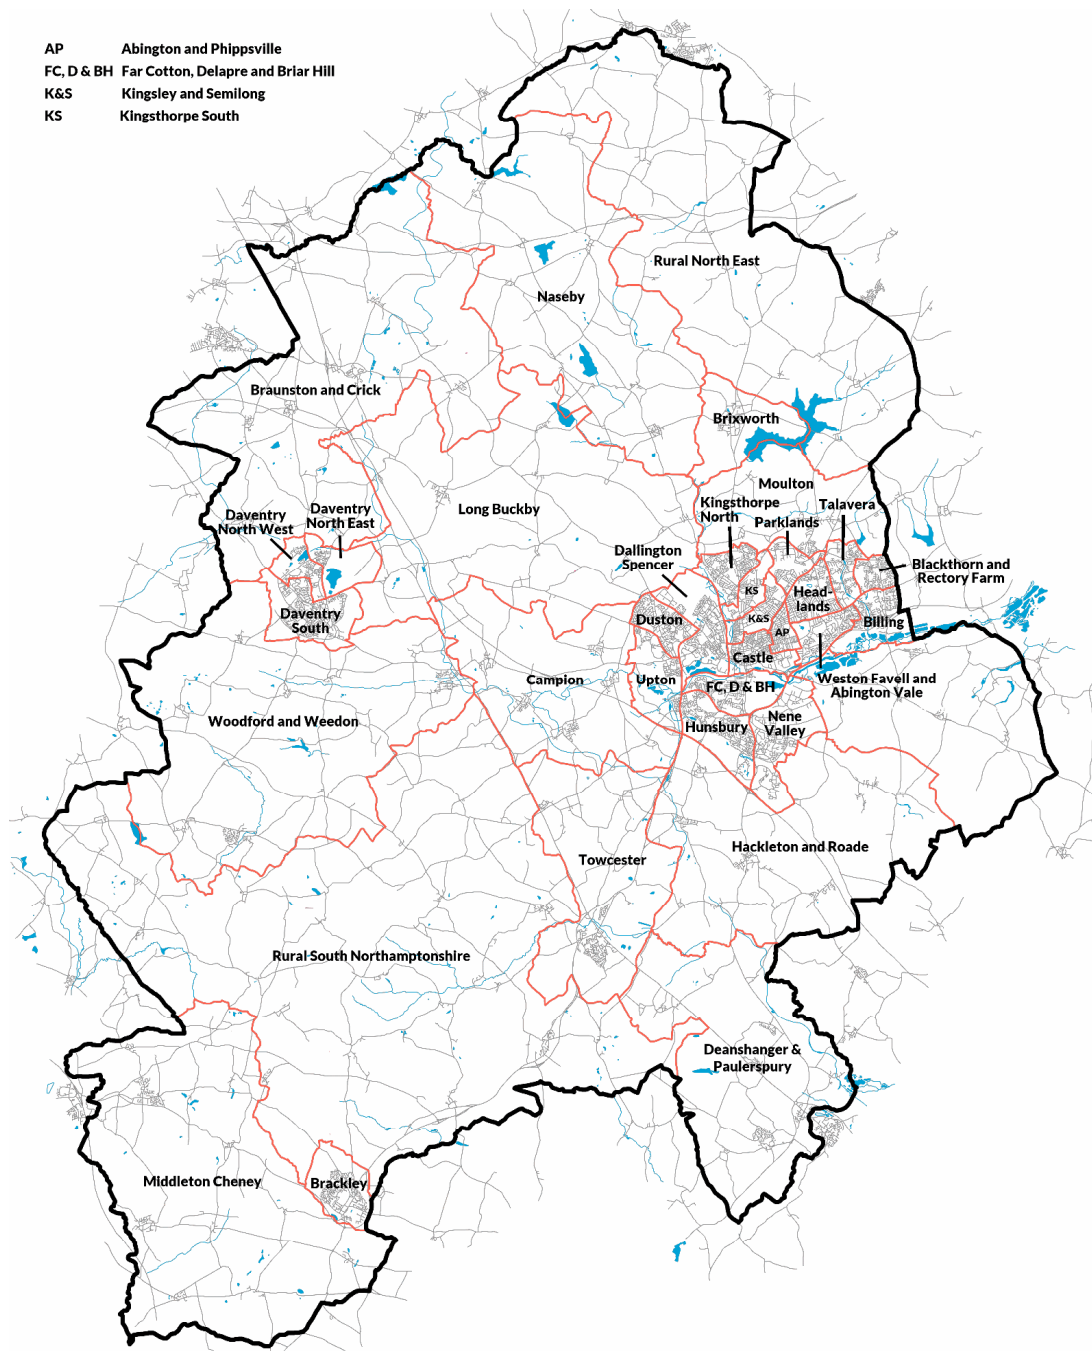 AP Abington and Phippsville
FC, D & BH Far Cotton, Delapre and Briar Hill
K&S Kingsley and Semilong
KS Kingsthorpe South
Rural North East
Naseby
Braunston and Crick
Brixworth
Moulton
Kingsthorpe
North
Talavera
Parklands
Long Buckby
Daventry
North West
Daventry
North East
Dallington
Spencer
Blackthorn and
Rectory Farm
KS
Head-
lands
Daventry
South
Duston
K&S
AP
Billing
Castle
Campion
Upton
FC, D & BH
Weston Favell and
Abington Vale
Woodford and Weedon
Hunsbury
Nene
Valley
Towcester
Hackleton and Roade
Rural South Northamptonshire
Deanshanger &
Paulerspury
Middleton Cheney
Brackley